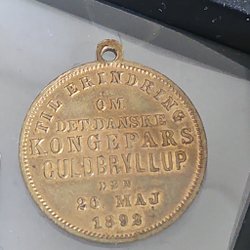 TIL ERINDRING
OM
DET DANSKE
KONGEPARS
GULDBRYLLUP
DEN
26 MAJ
1892